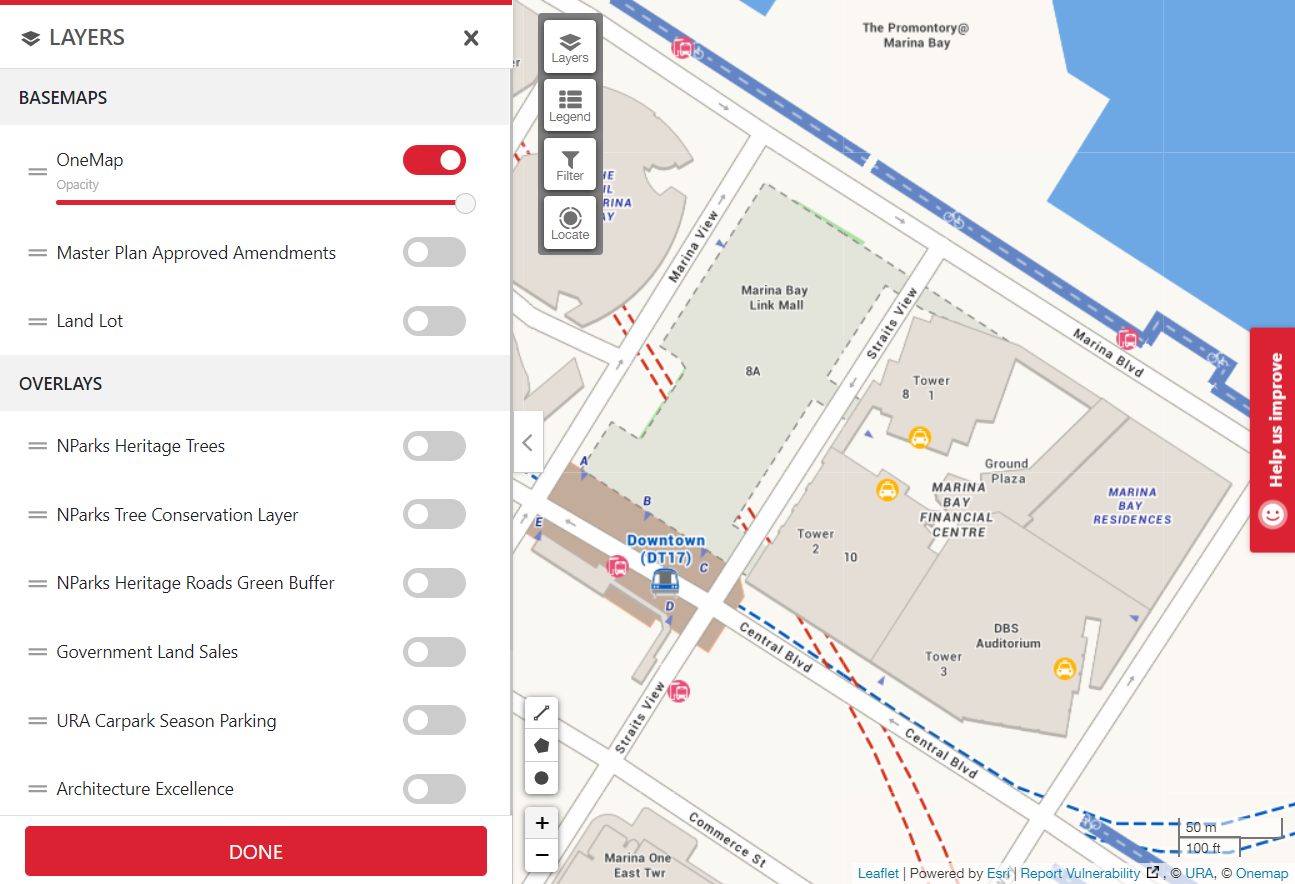 LAYERS
BASEMAPS
OneMap
Opacity
Master Plan Approved Amendments
Land Lot
OVERLAYS
NParks Heritage Trees
NParks Tree Conservation Layer
NParks Heritage Roads Green Buffer
Government Land Sales
URA Carpark Season Parking
Architecture Excellence
DONE
Layers
Legend
Filter
Locate
The Promontory@
Marina Bay
Marina View
Marina Bay
Link Mall
8A
Straits View
Marina Blvd
Tower
8 1
Ground
Plaza
MARINA
BAY
FINANCIAL
CENTRE
MARINA
BAY
RESIDENCES
Help us improve
A
B
E
Downtown
(DT17)
C
D
Tower
2
10
Central Blvd
DBS
Auditorium
Tower
3
Straits View
Central Blvd
Commerce St
Marina One
East Twr
+
−
50 m
100 ft
Leaflet | Powered by Esri | Report Vulnerability , © URA, © Onemap